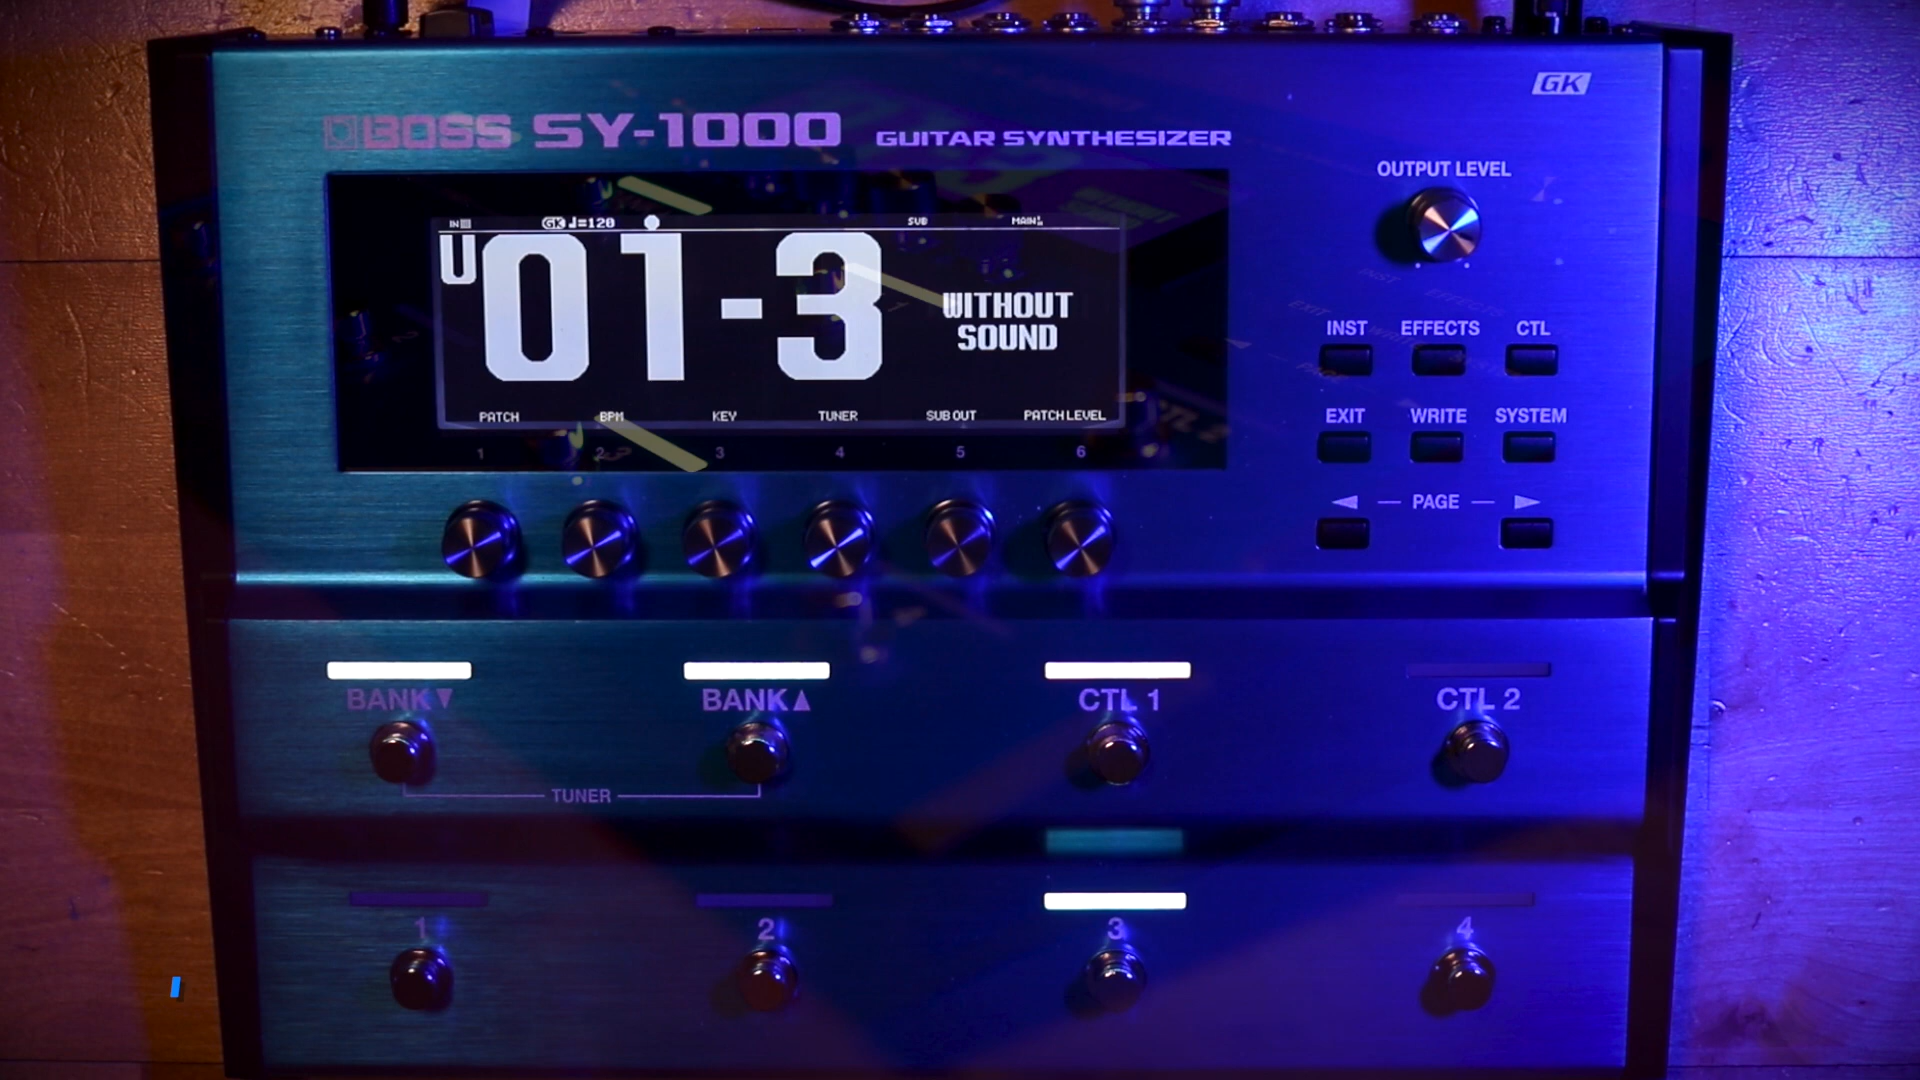 GK
BOSS SY-1000 GUITAR SYNTHESIZER
OUTPUT LEVEL
IN GK ♩=120 SUB MAIN
U01-3
WITHOUT
SOUND
PATCH BPM KEY TUNER SUB OUT PATCH LEVEL
1 2 3 4 5 6
INST EFFECTS CTL
EXIT WRITE SYSTEM
◀ — PAGE — ▶
BANK▼ BANK▲ CTL 1 CTL 2
TUNER
1 2 3 4